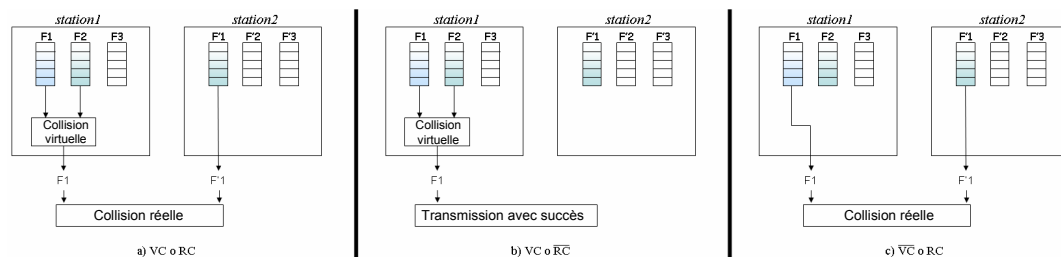 station1 station2
F1 F2 F3 F'1 F'2 F'3
Collision
virtuelle
F1 F'1
Collision réelle
a) VC o RC
station1 station2
F1 F2 F3 F'1 F'2 F'3
Collision
virtuelle
F1
Transmission avec succès
b) VC o R̅C̅
station1 station2
F1 F2 F3 F'1 F'2 F'3
F1 F'1
Collision réelle
c) V̅C̅ o RC